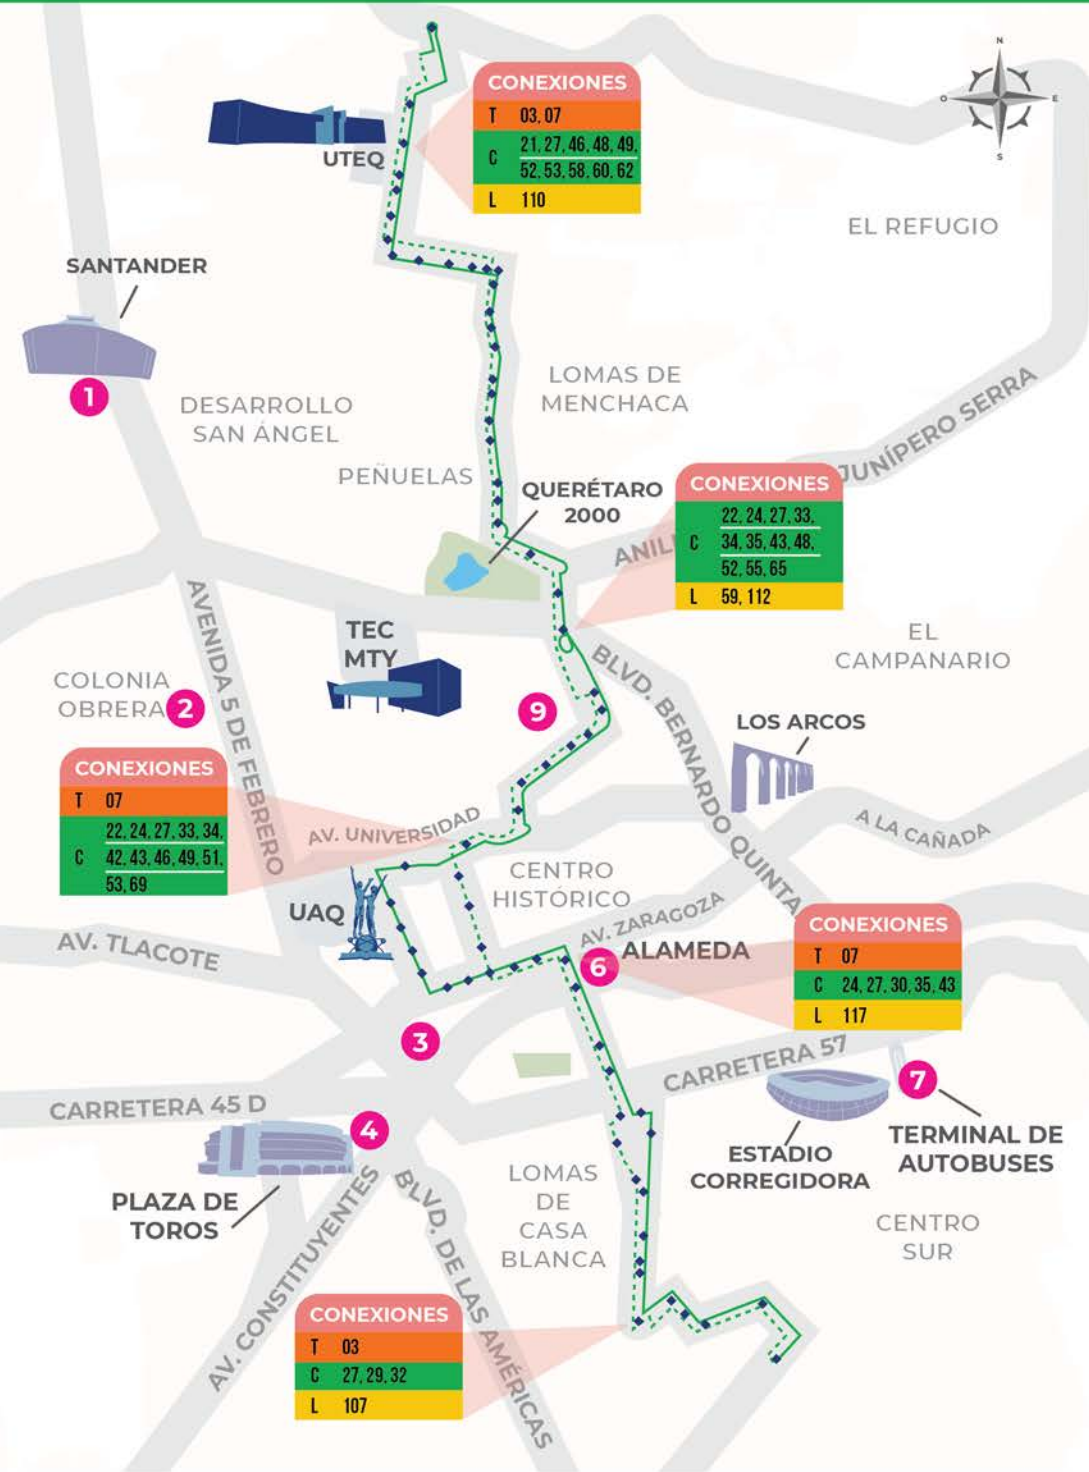 N
O
E
S
CONEXIONES
T 03, 07
C 21, 27, 46, 48, 49,
52, 53, 58, 60, 62
L 110
UTEQ
EL REFUGIO
SANTANDER
1
DESARROLLO
SAN ÁNGEL
LOMAS DE
MENCHACA
JUNÍPERO SERRA
PEÑUELAS
QUERÉTARO
2000
CONEXIONES
22, 24, 27, 33,
C 34, 35, 43, 48,
52, 55, 65
L 59, 112
ANIL
AVENIDA 5 DE FEBRERO
TEC
MTY
EL
CAMPANARIO
COLONIA
OBRERA 2
BLVD. BERNARDO QUINTA
9
LOS ARCOS
CONEXIONES
T 07
22, 24, 27, 33, 34,
C 42, 43, 46, 49, 51,
53, 69
AV. UNIVERSIDAD
A LA CAÑADA
CENTRO
HISTÓRICO
UAQ
AV. ZARAGOZA
AV. TLACOTE
6 ALAMEDA
CONEXIONES
T 07
C 24, 27, 30, 35, 43
L 117
3
CARRETERA 57
7
CARRETERA 45 D
4
ESTADIO
CORREGIDORA
TERMINAL DE
AUTOBUSES
PLAZA DE
TOROS
LOMAS
DE
CASA
BLANCA
CENTRO
SUR
AV. CONSTITUYENTES
BLVD. DE LAS AMÉRICAS
CONEXIONES
T 03
C 27, 29, 32
L 107